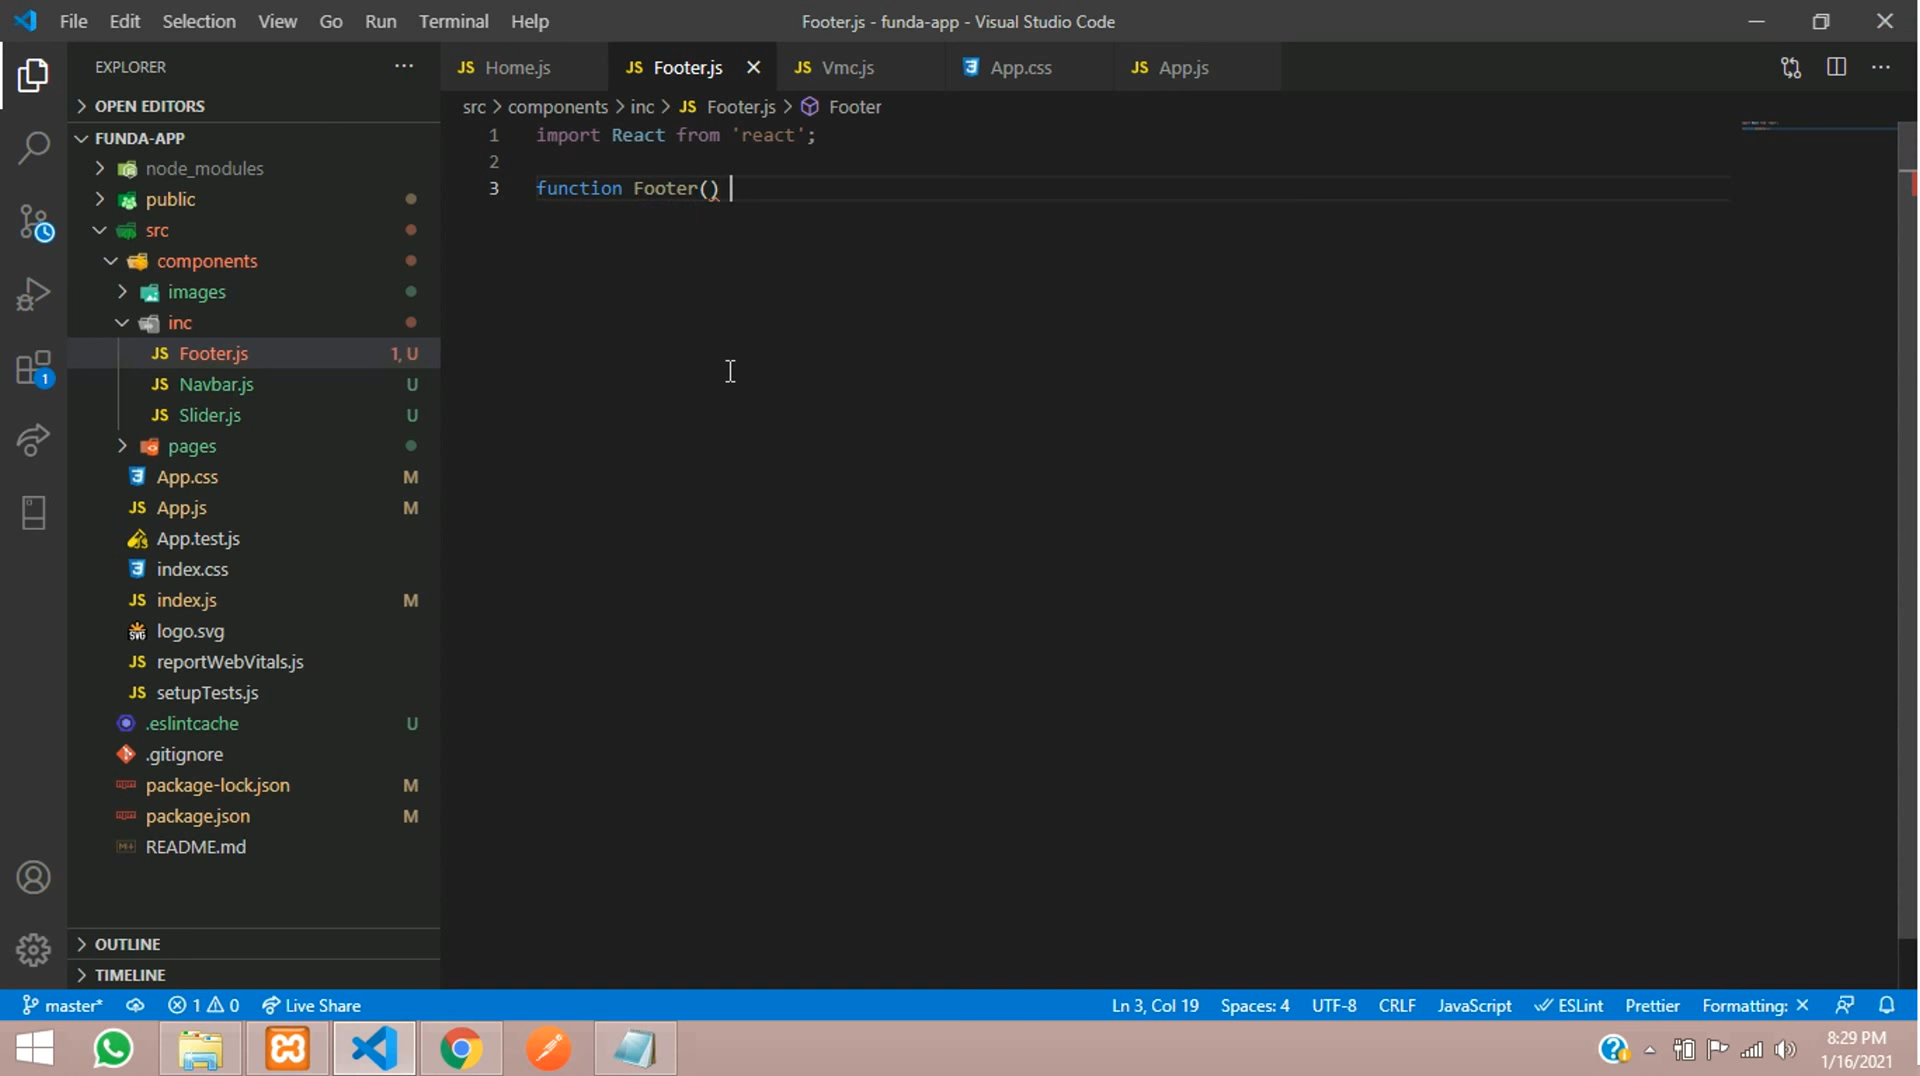 File Edit Selection View Go Run Terminal Help
Footer.js - funda-app - Visual Studio Code
EXPLORER
OPEN EDITORS
FUNDA-APP
node_modules
public
src
components
images
inc
JS Footer.js 1, U
JS Navbar.js U
JS Slider.js U
pages
App.css M
JS App.js M
App.test.js
index.css
JS index.js M
logo.svg
JS reportWebVitals.js
JS setupTests.js
.eslintcache U
.gitignore
package-lock.json M
package.json M
README.md
OUTLINE
TIMELINE
JS Home.js
JS Footer.js
JS Vmc.js
App.css
JS App.js
src > components > inc > JS Footer.js > Footer
1 import React from 'react';
2
3 function Footer()
1
master* 1 0 Live Share
Ln 3, Col 19 Spaces: 4 UTF-8 CRLF JavaScript ESLint Prettier Formatting: ×
8:29 PM
1/16/2021